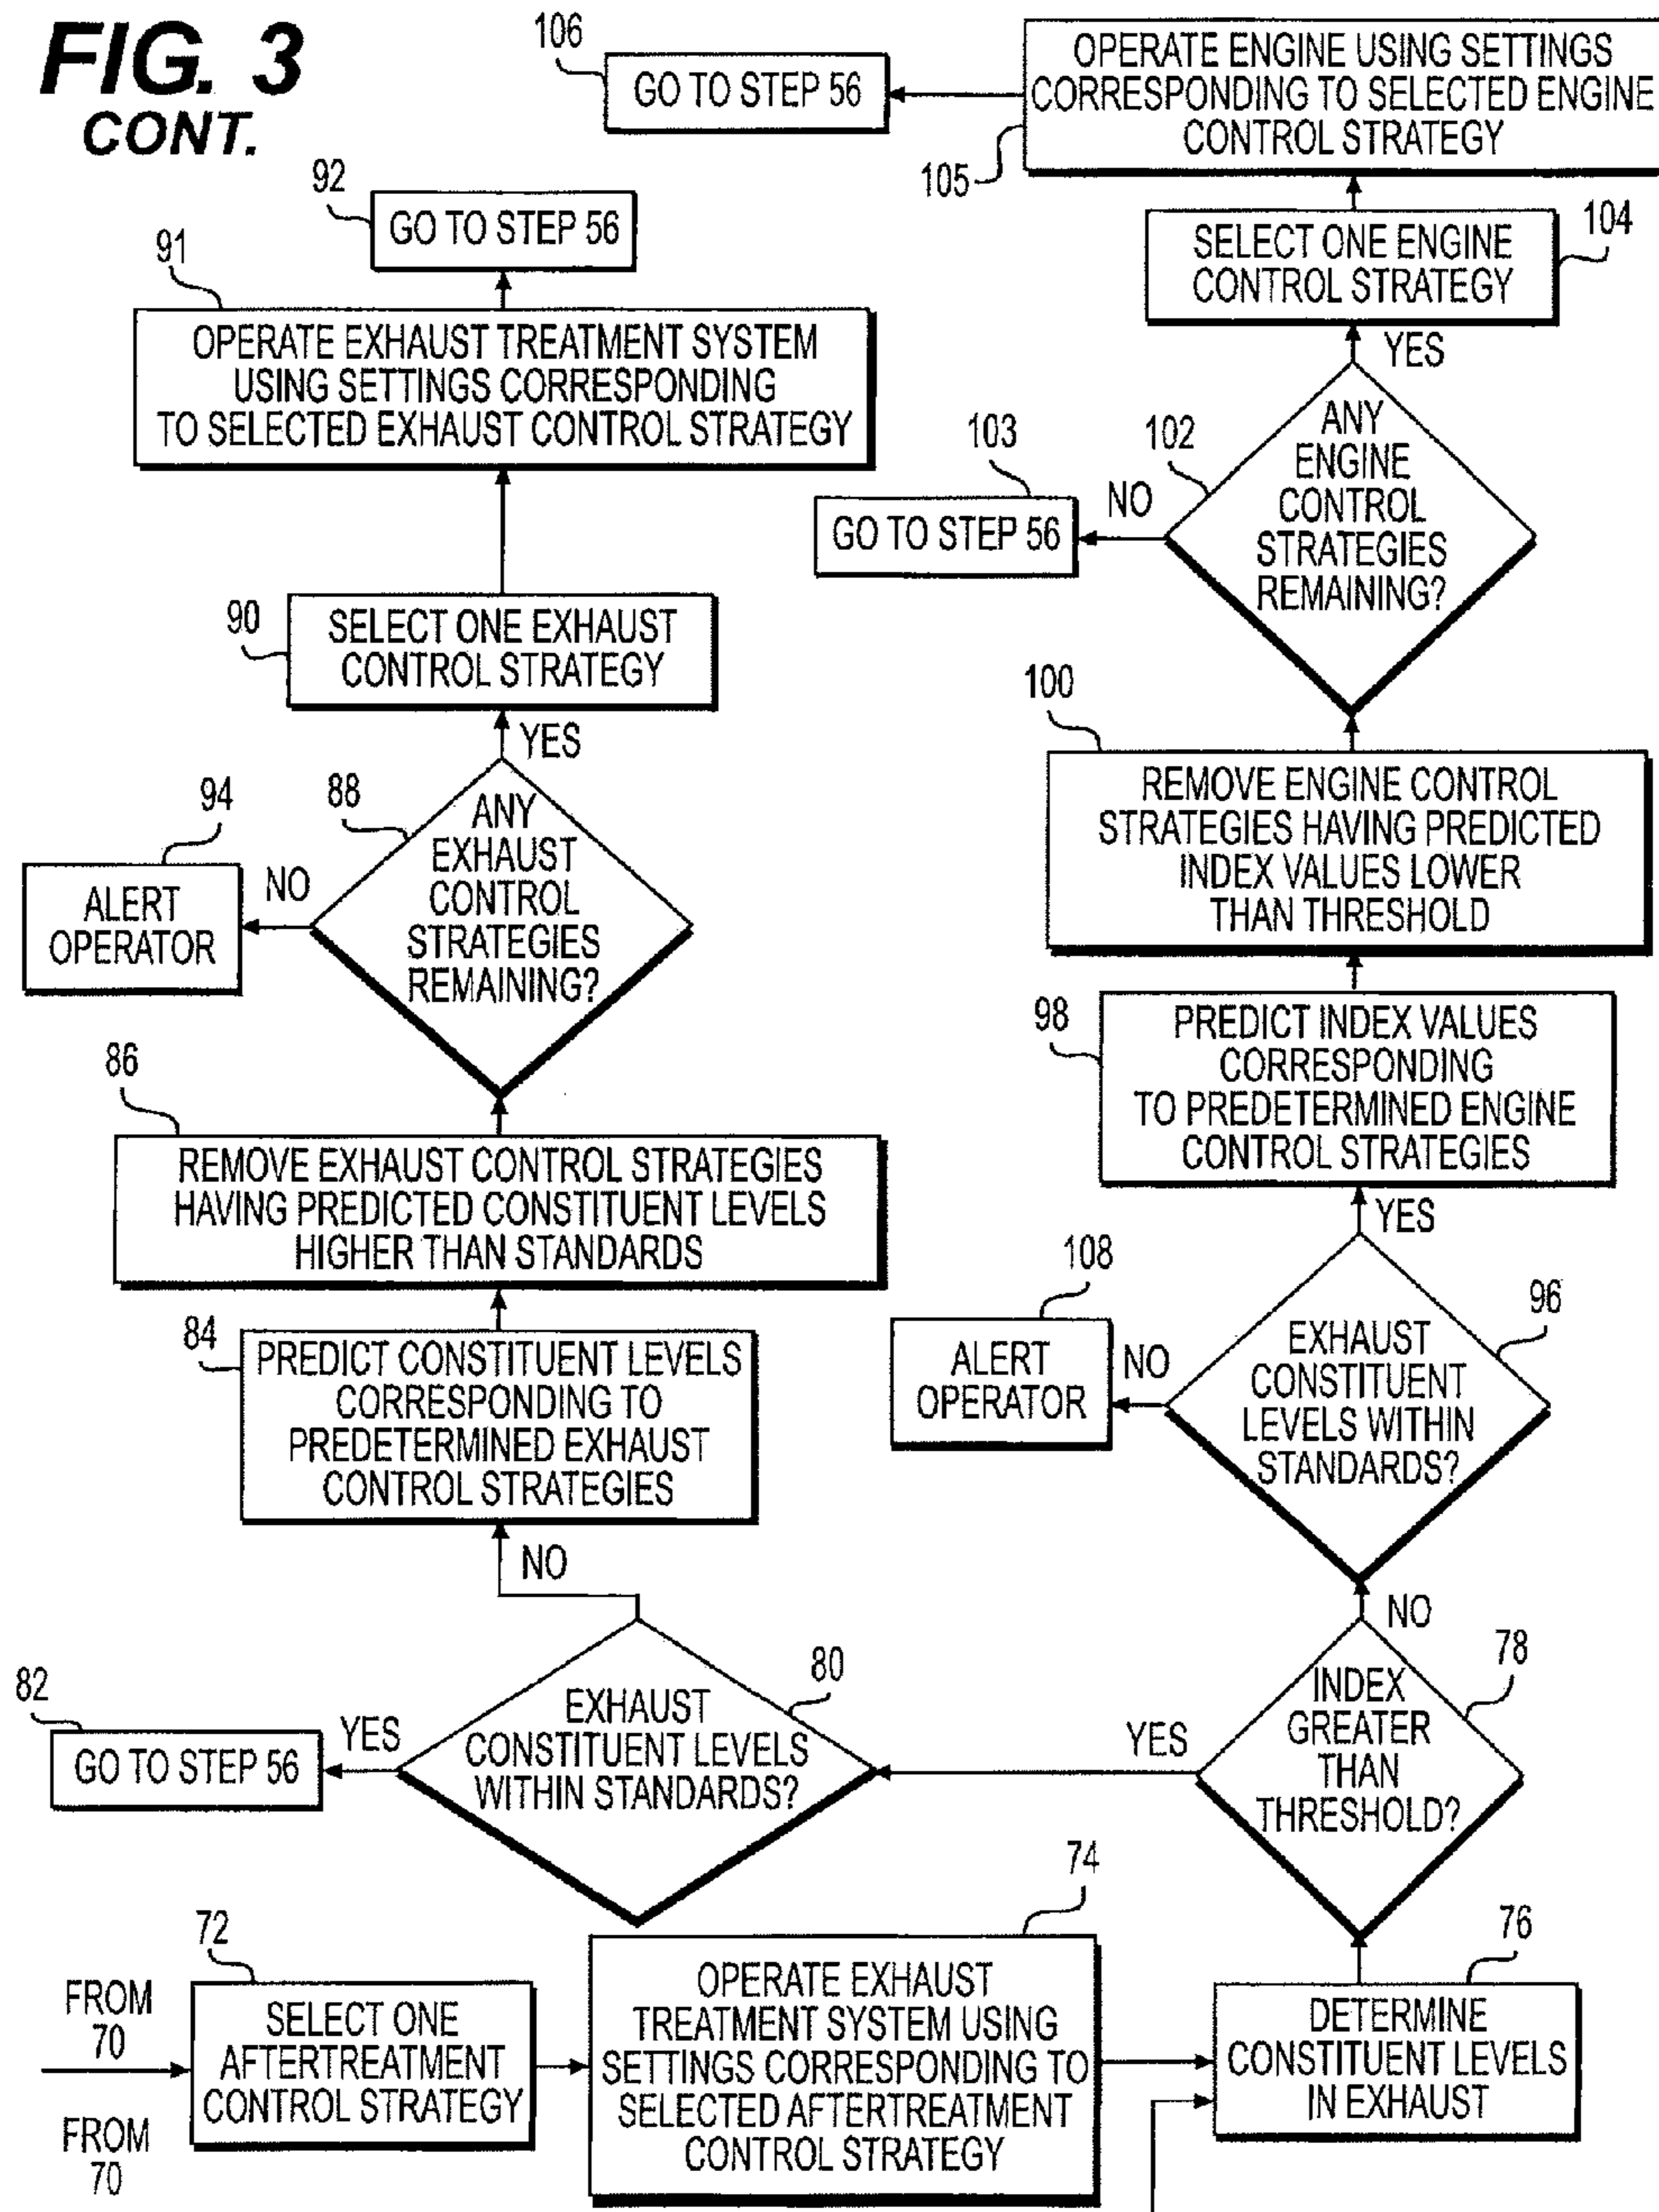 FIG. 3
CONT.
106
GO TO STEP 56
OPERATE ENGINE USING SETTINGS
CORRESPONDING TO SELECTED ENGINE
CONTROL STRATEGY
105
92
GO TO STEP 56
104
SELECT ONE ENGINE
CONTROL STRATEGY
91
OPERATE EXHAUST TREATMENT SYSTEM
USING SETTINGS CORRESPONDING
TO SELECTED EXHAUST CONTROL STRATEGY
YES
102
ANY
ENGINE
CONTROL
STRATEGIES
REMAINING?
103
NO
GO TO STEP 56
90
SELECT ONE EXHAUST
CONTROL STRATEGY
YES
100
REMOVE ENGINE CONTROL
STRATEGIES HAVING PREDICTED
INDEX VALUES LOWER
THAN THRESHOLD
94
88
ANY
EXHAUST
CONTROL
STRATEGIES
REMAINING?
NO
ALERT
OPERATOR
98
PREDICT INDEX VALUES
CORRESPONDING
TO PREDETERMINED ENGINE
CONTROL STRATEGIES
86
REMOVE EXHAUST CONTROL STRATEGIES
HAVING PREDICTED CONSTITUENT LEVELS
HIGHER THAN STANDARDS
YES
108
96
EXHAUST
CONSTITUENT
LEVELS WITHIN
STANDARDS?
NO
ALERT
OPERATOR
84
PREDICT CONSTITUENT LEVELS
CORRESPONDING TO
PREDETERMINED EXHAUST
CONTROL STRATEGIES
NO
NO
82
80
EXHAUST
CONSTITUENT LEVELS
WITHIN STANDARDS?
YES
GO TO STEP 56
78
INDEX
GREATER
THAN
THRESHOLD?
YES
74
72
76
FROM
70
SELECT ONE
AFTERTREATMENT
CONTROL STRATEGY
OPERATE EXHAUST
TREATMENT SYSTEM USING
SETTINGS CORRESPONDING TO
SELECTED AFTERTREATMENT
CONTROL STRATEGY
DETERMINE
CONSTITUENT LEVELS
IN EXHAUST
FROM
70